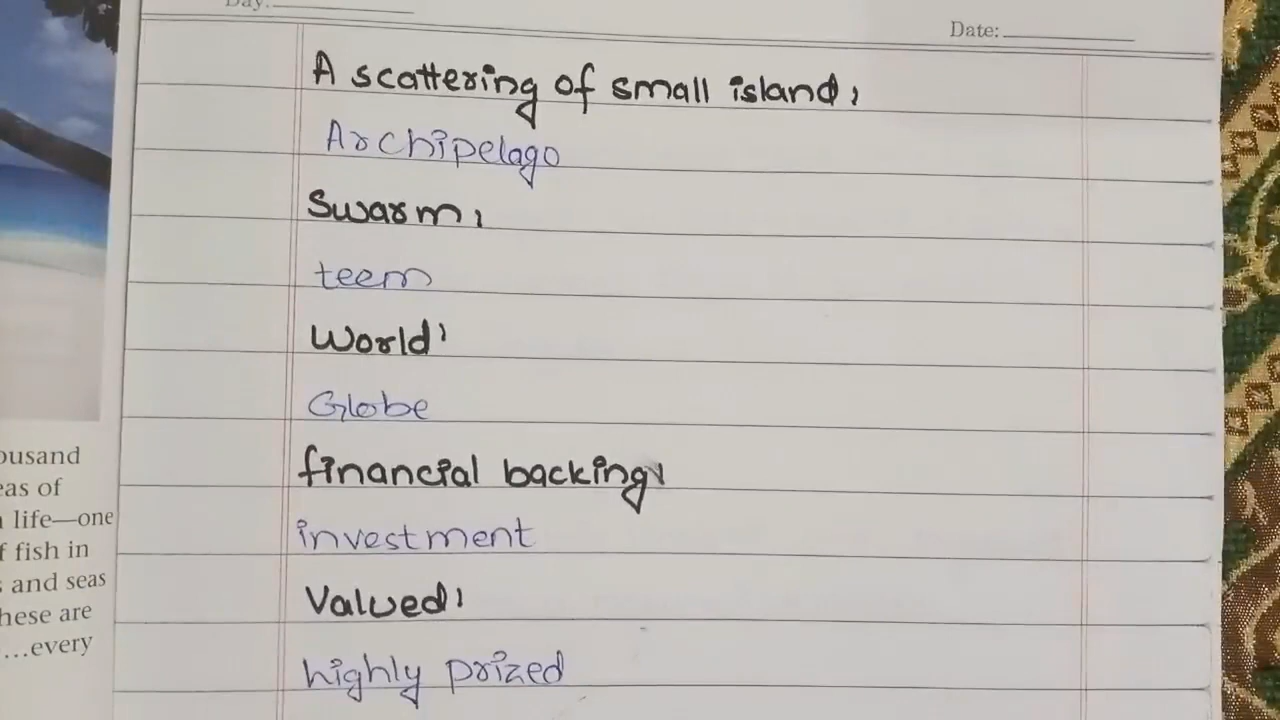 Day:
Date:
A scattering of small island,
Archipelago
Swarm,
teem
World'
Globe
financial backing,
investment
Valued'
highly prized
ousand
eas of
life—one
f fish in
s and seas
hese are
...every